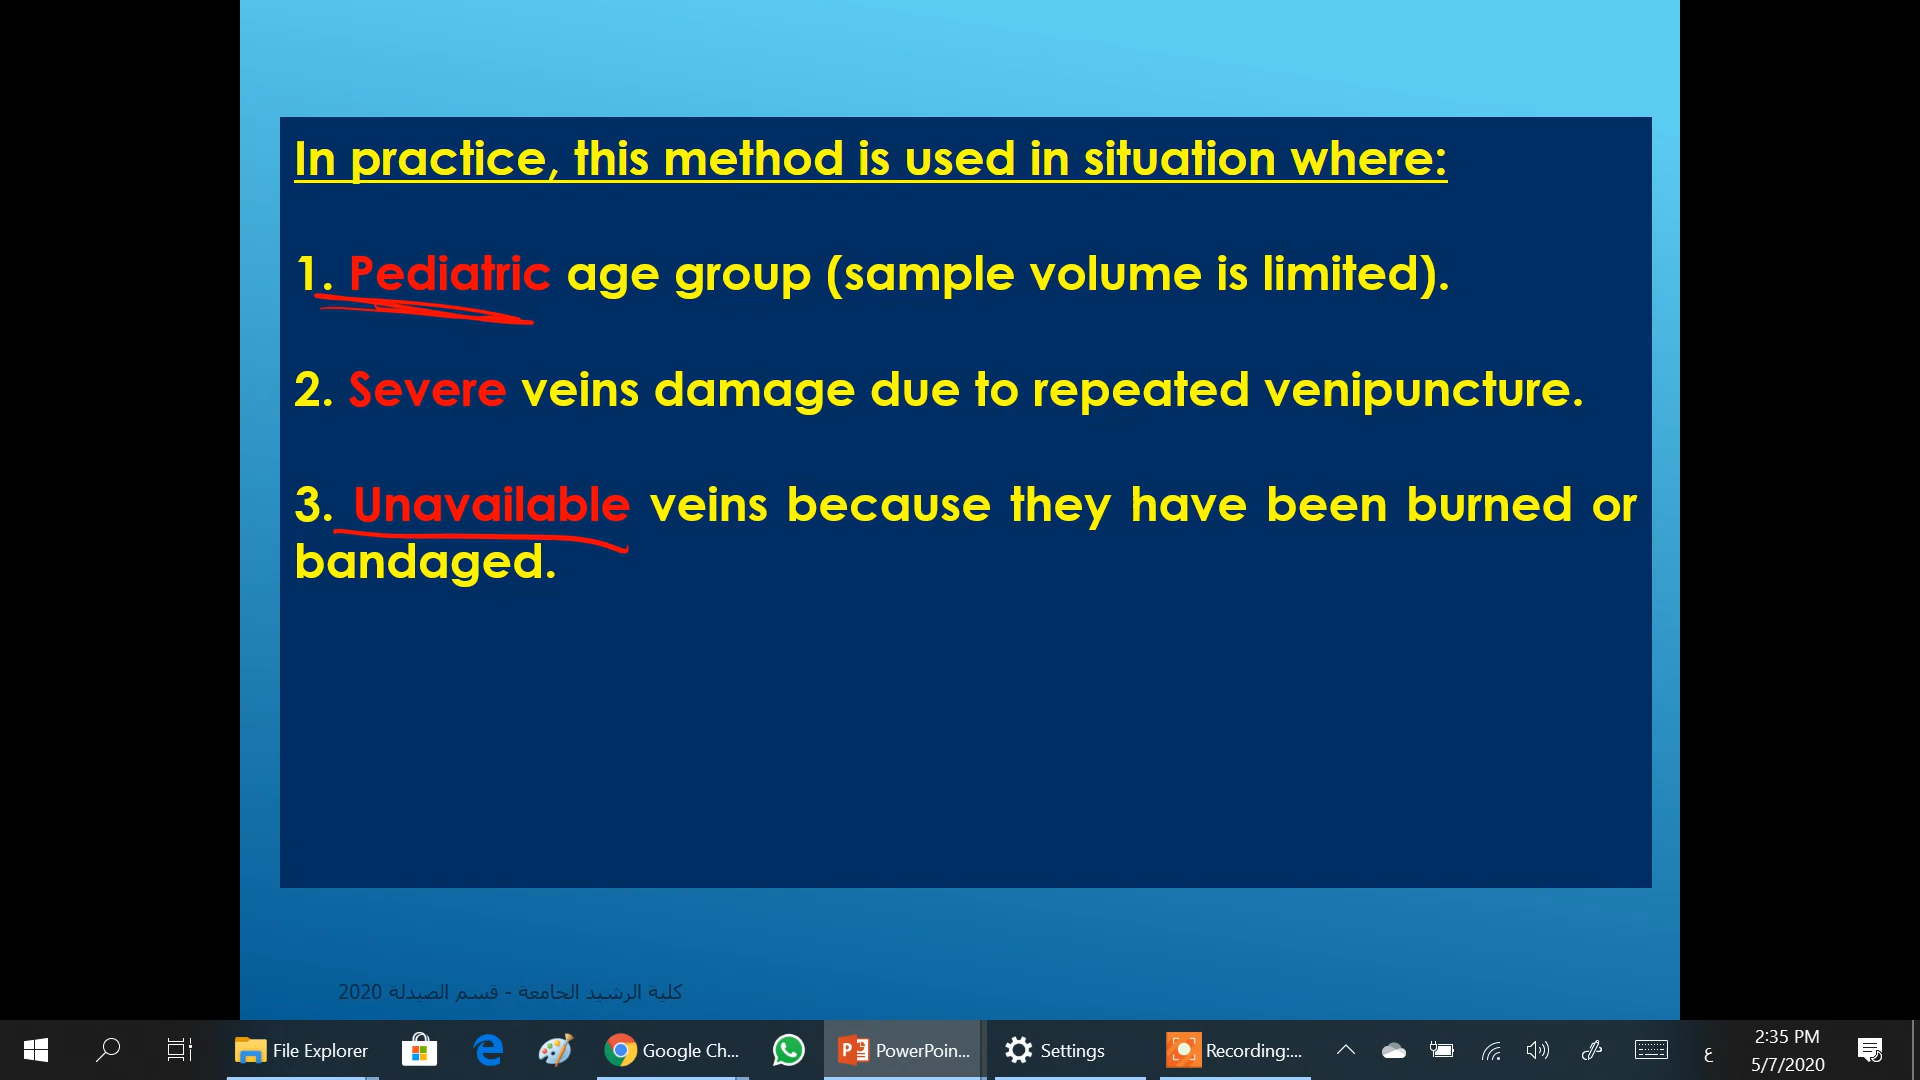 In practice, this method is used in situation where:
1. Pediatric age group (sample volume is limited).
2. Severe veins damage due to repeated venipuncture.
3. Unavailable veins because they have been burned or
bandaged.
كلية الرشيد الجامعة - قسم الصيدلة 2020
File Explorer
Google Ch...
PowerPoin...
Settings
Recording:...
ع
2:35 PM
5/7/2020